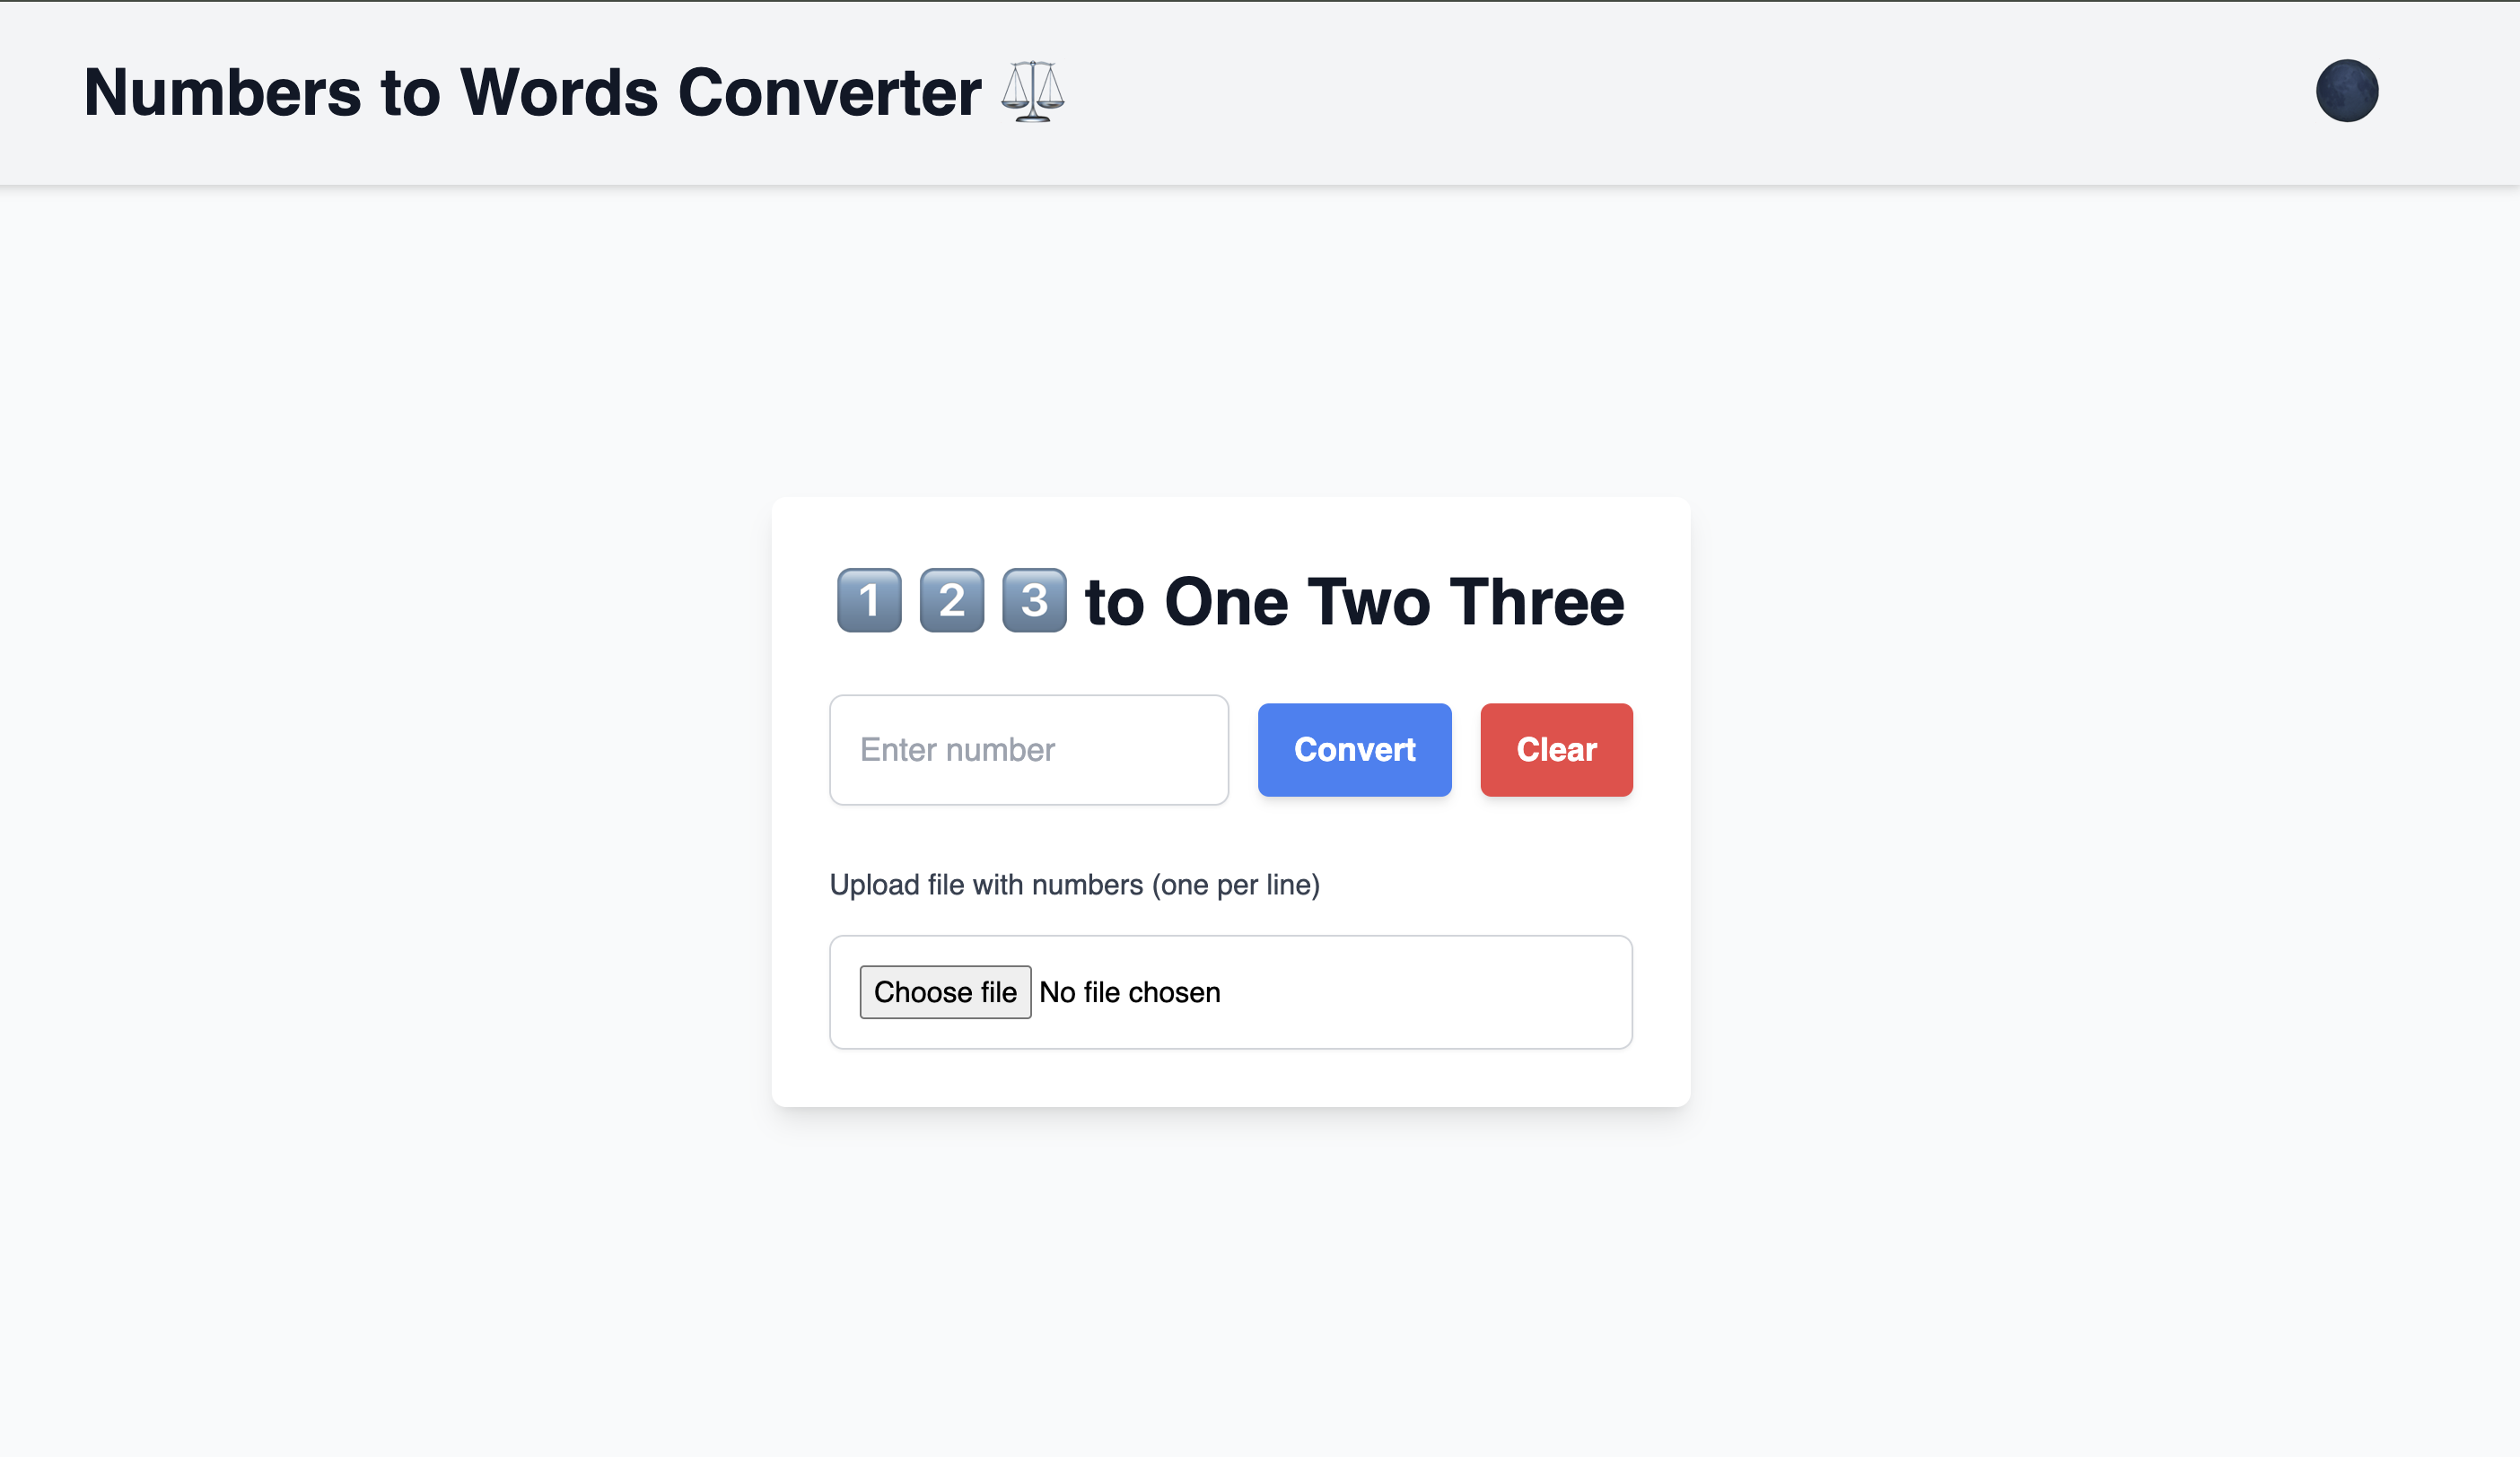 Numbers to Words Converter ⚖️
1️⃣ 2️⃣ 3️⃣ to One Two Three
Enter number
Convert
Clear
Upload file with numbers (one per line)
Choose file No file chosen